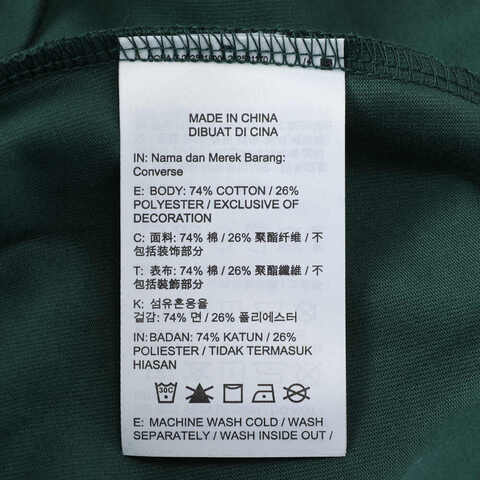 MADE IN CHINA
DIBUAT DI CINA
IN: Nama dan Merek Barang:
Converse
E: BODY: 74% COTTON / 26%
POLYESTER / EXCLUSIVE OF
DECORATION
C: 面料: 74% 棉 / 26% 聚酯纤维 / 不
包括装饰部分
T: 表布: 74% 棉 / 26% 聚酯纖維 / 不
包括裝飾部分
K: 섬유혼용율
겉감: 74% 면 / 26% 폴리에스터
IN: BADAN: 74% KATUN / 26%
POLIESTER / TIDAK TERMASUK
HIASAN
30C
E: MACHINE WASH COLD / WASH
SEPARATELY / WASH INSIDE OUT /